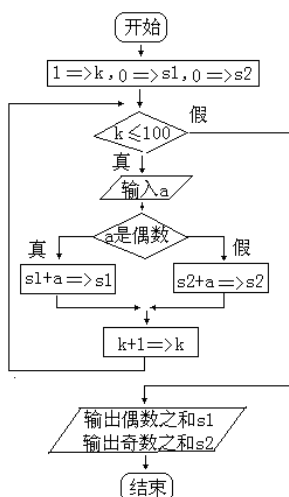 开始
1=>k,0=>s1,0=>s2
k≤100
假
真
输入a
a是偶数
真
假
s1+a=>s1
s2+a=>s2
k+1=>k
输出偶数之和s1
输出奇数之和s2
结束